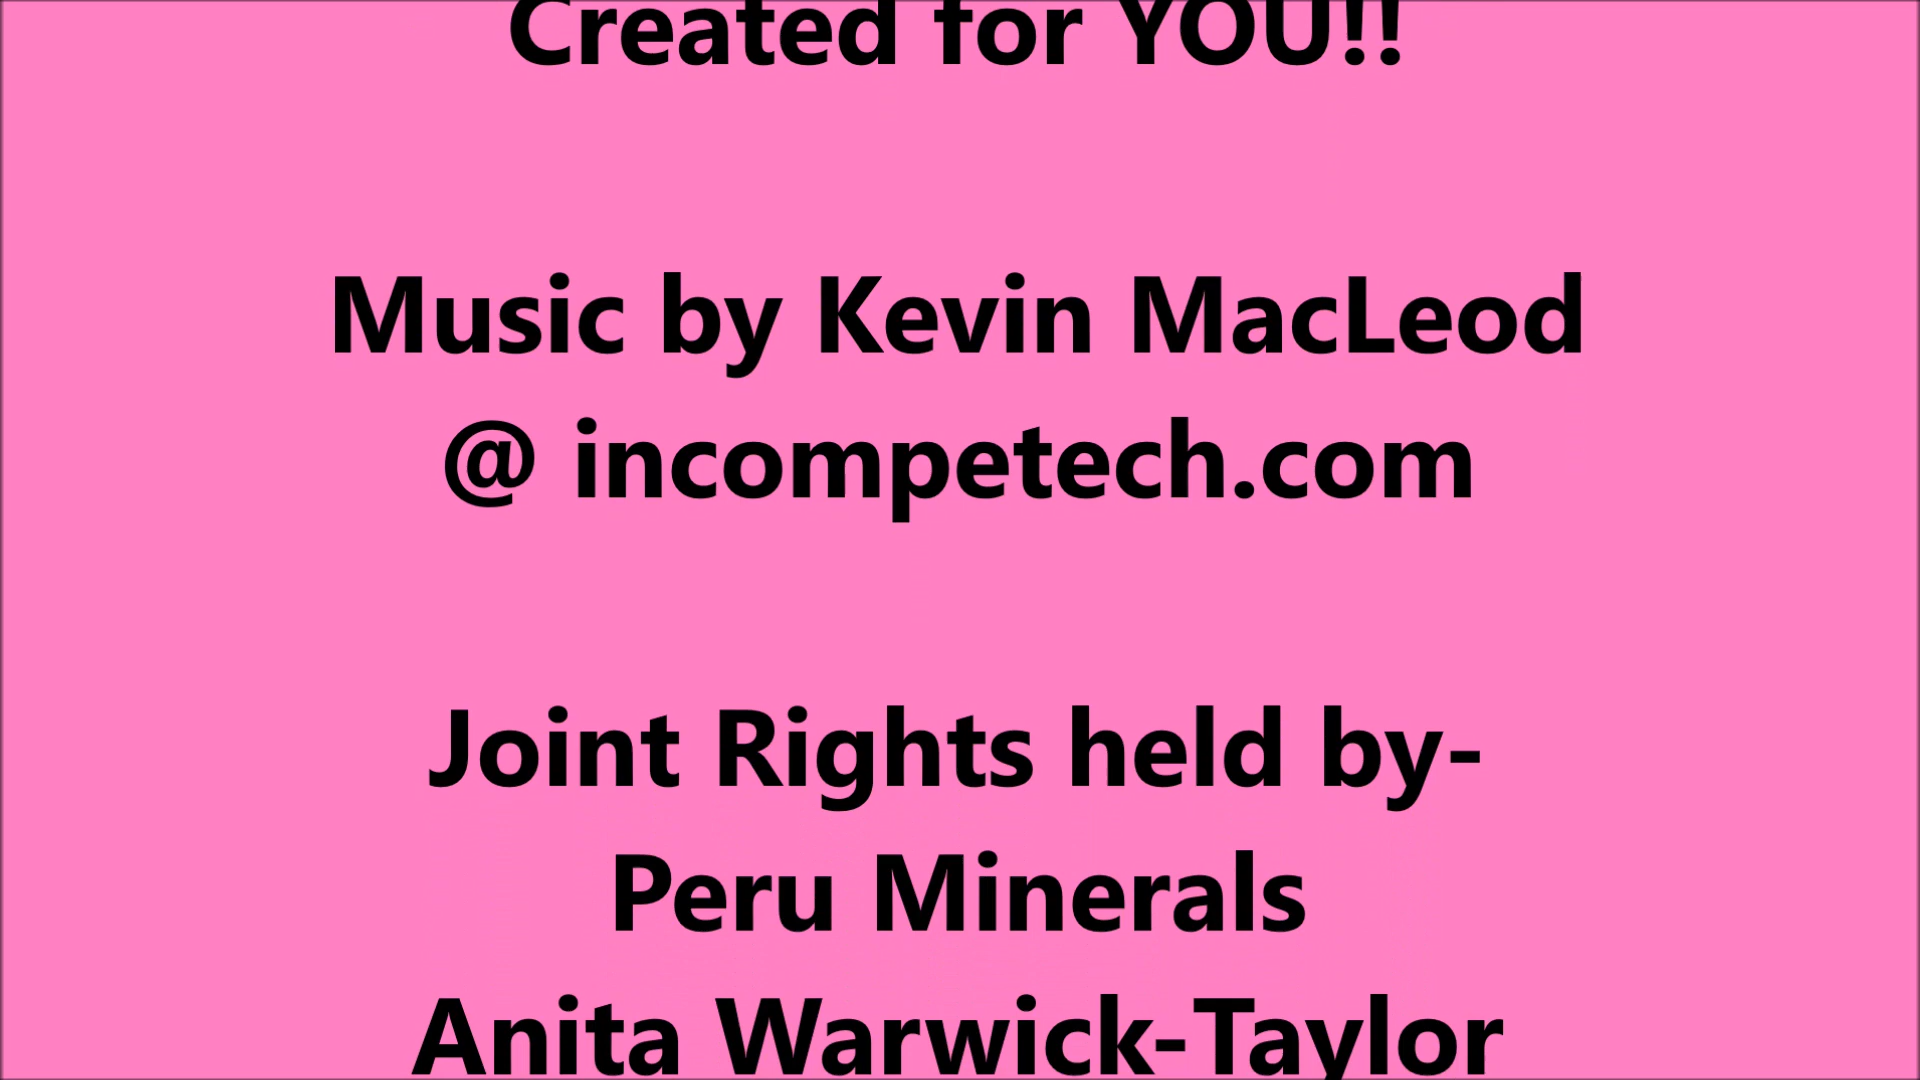 Created for YOU!!
Music by Kevin MacLeod
@ incompetech.com
Joint Rights held by-
Peru Minerals
Anita Warwick-Taylor